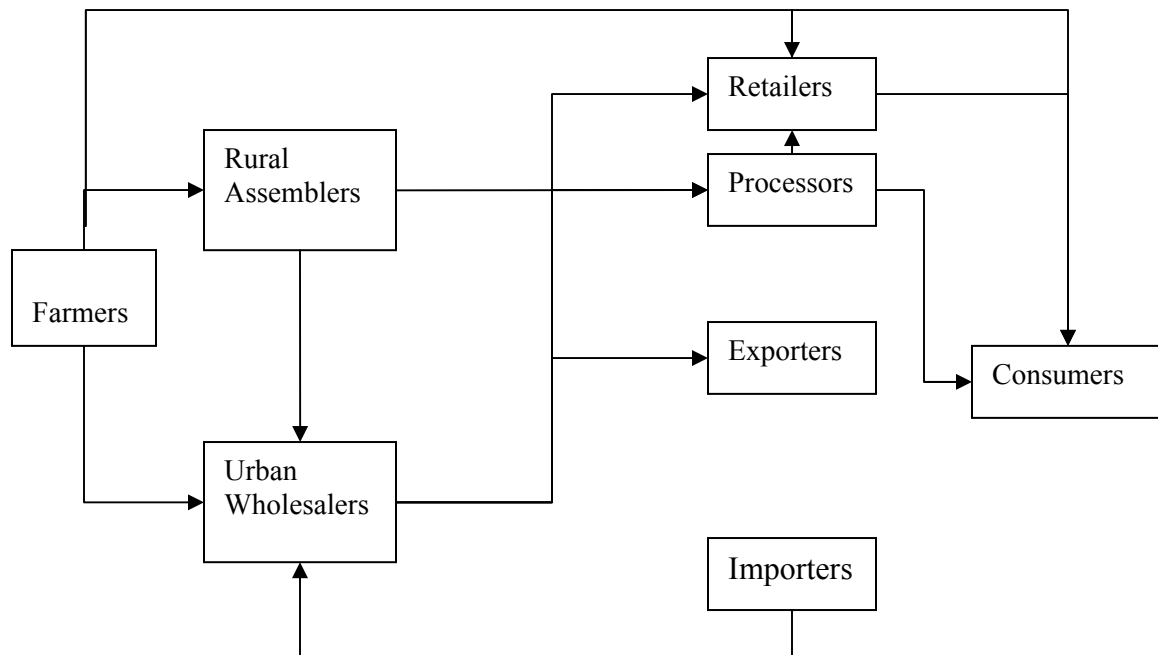 Retailers
Rural
Assemblers
Processors
Farmers
Exporters
Consumers
Urban
Wholesalers
Importers